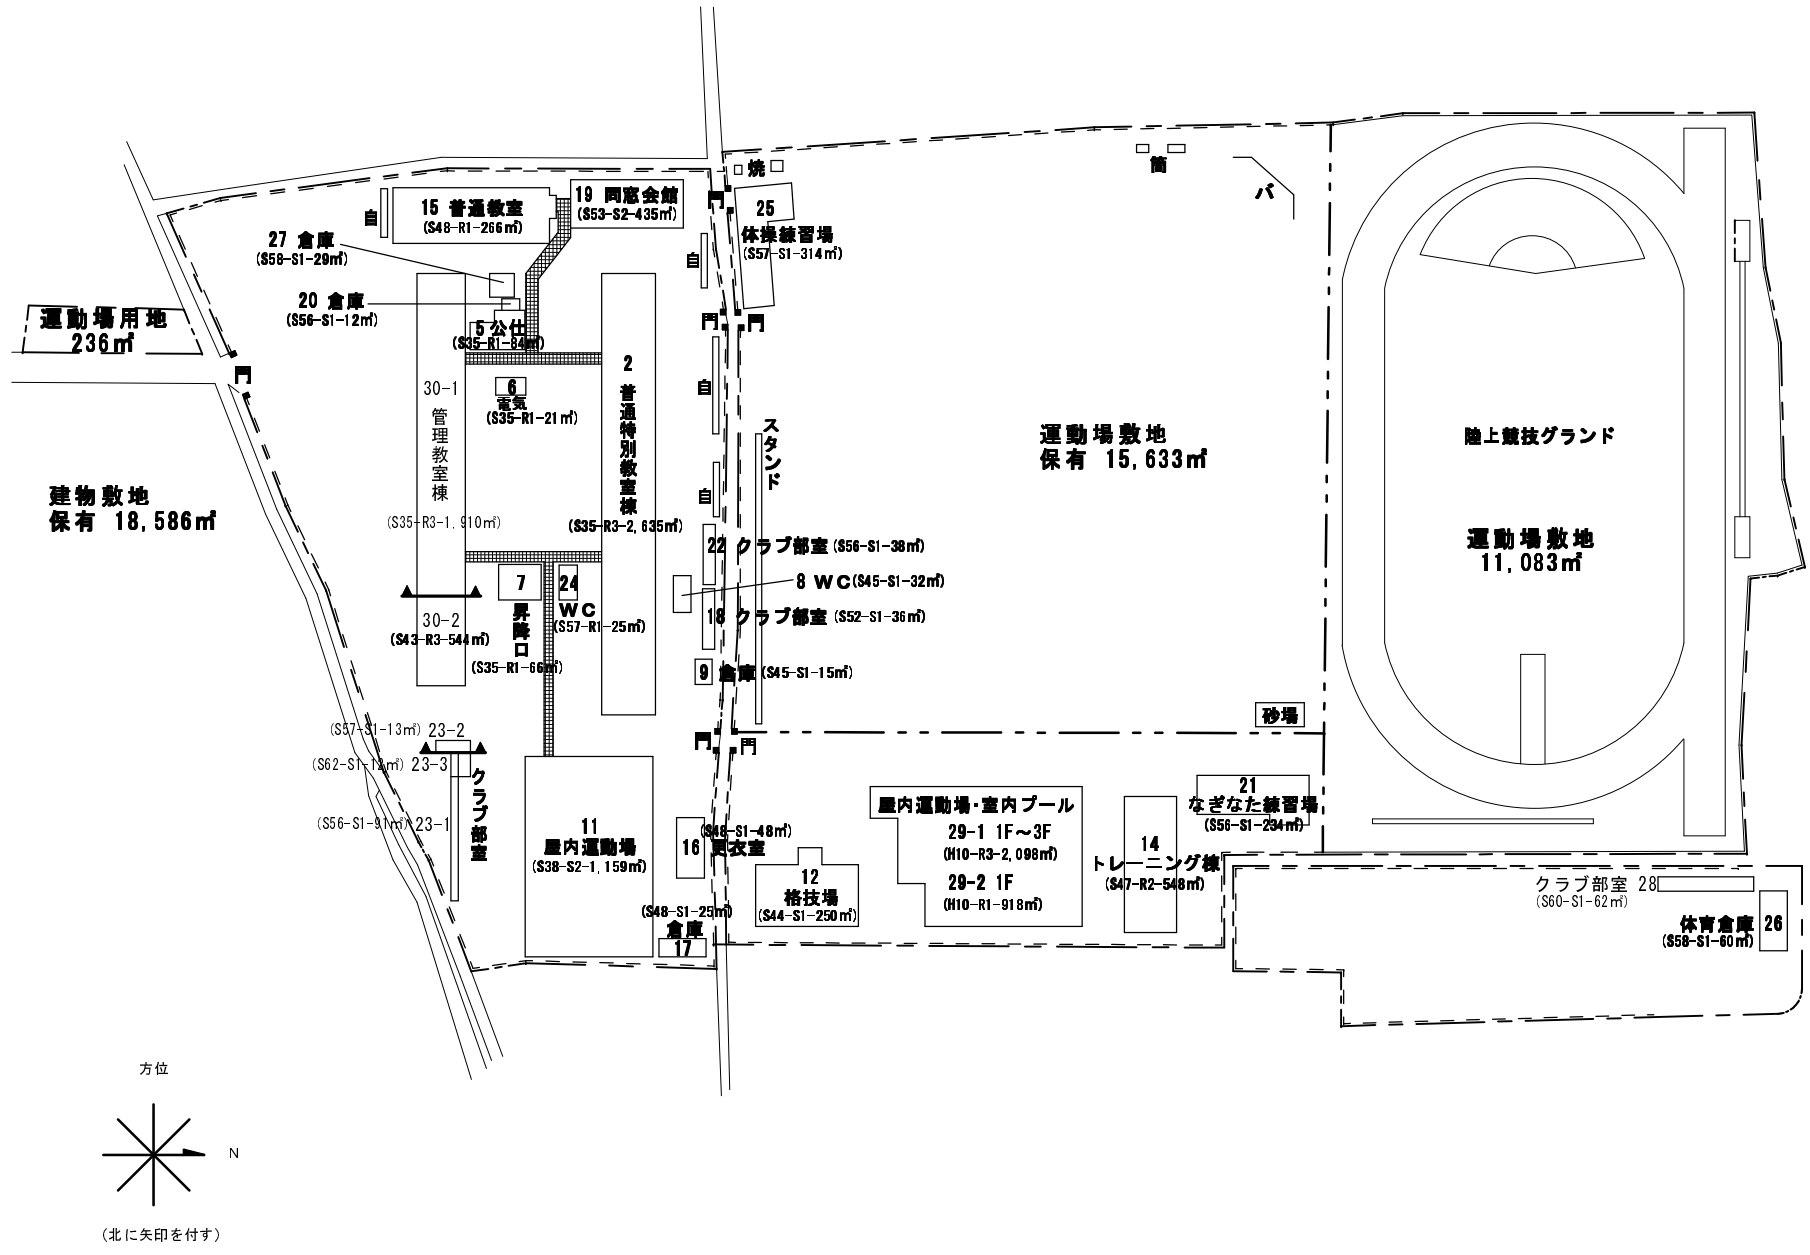 焼
筒
バ
門
自
15 普通教室
(S48-R1-266㎡)
19 同窓会館
(S53-S2-435㎡)
25
体操練習場
(S57-S1-314㎡)
27 倉庫
(S58-S1-29㎡)
自
20 倉庫
(S56-S1-12㎡)
運動場用地
236㎡
門
門
5 公仕
(S35-R1-84㎡)
門
2
普通特別教室棟
(S35-R3-2,635㎡)
30-1
管理教室棟
(S35-R3-1,910㎡)
6
電気
(S35-R1-21㎡)
自
スタンド
自
運動場敷地
保有 15,633㎡
陸上競技グランド
運動場敷地
11,083㎡
建物敷地
保有 18,586㎡
22 クラブ部室 (S56-S1-38㎡)
8 WC(S45-S1-32㎡)
18 クラブ部室 (S52-S1-36㎡)
7
昇降口
(S35-R1-66㎡)
24
WC
(S57-R1-25㎡)
30-2
(S43-R3-544㎡)
9 倉庫 (S45-S1-15㎡)
砂場
(S57-S1-13㎡) 23-2
(S62-S1-12㎡) 23-3
(S56-S1-91㎡) 23-1
クラブ部室
門
門
11
屋内運動場
(S38-S2-1,159㎡)
(S48-S1-48㎡)
16 更衣室
(S48-S1-25㎡)
倉庫
17
12
格技場
(S44-S1-250㎡)
屋内運動場・室内プール
29-1 1F～3F
(H10-R3-2,098㎡)
29-2 1F
(H10-R1-918㎡)
14
トレーニング棟
(S47-R2-548㎡)
21
なぎなた練習場
(S56-S1-234㎡)
クラブ部室 28
(S60-S1-62㎡)
体育倉庫 26
(S58-S1-60㎡)
方位
N
(北に矢印を付す)